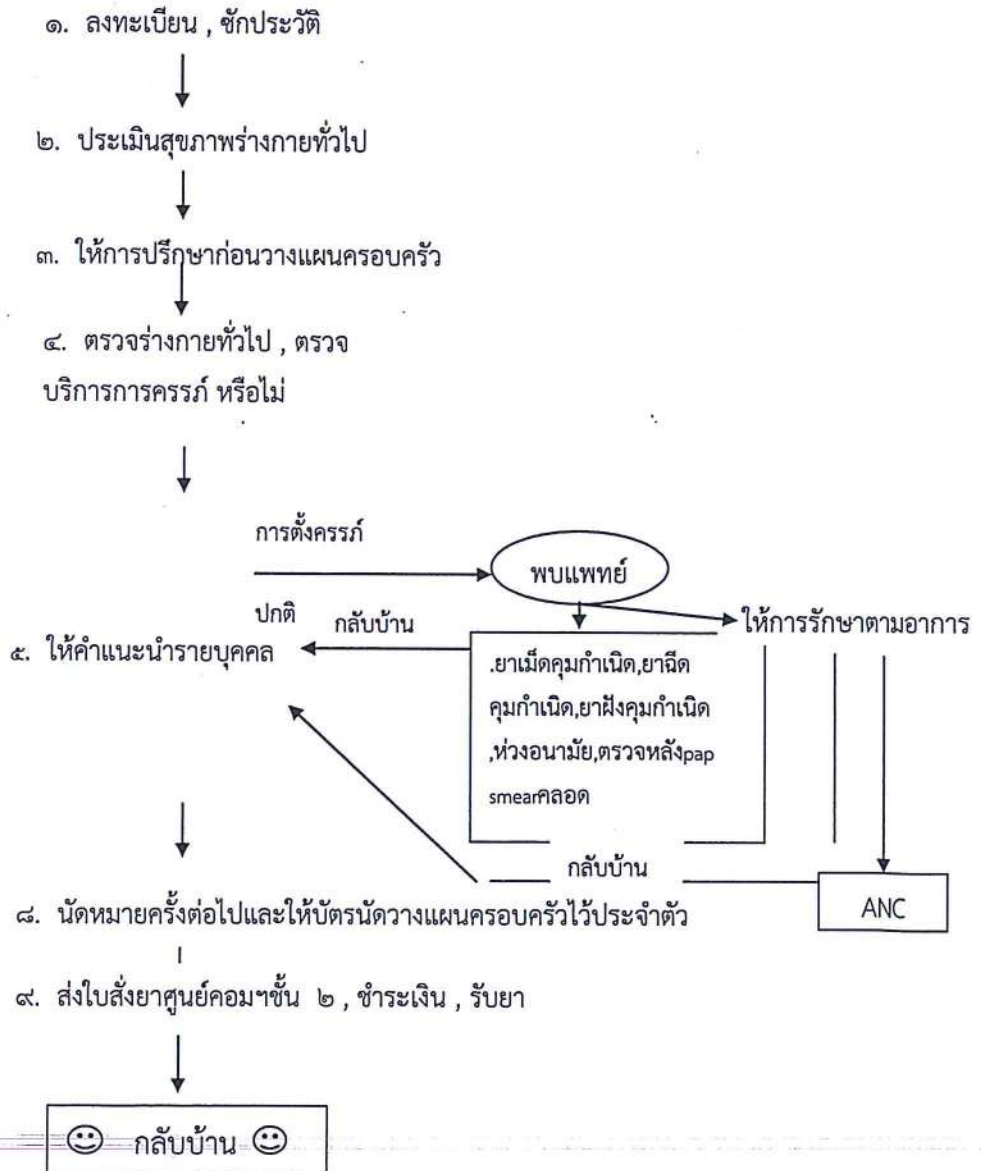 ๑. ลงทะเบียน , ซักประวัติ
๒. ประเมินสุขภาพร่างกายทั่วไป
๓. ให้การปรึกษาก่อนวางแผนครอบครัว
๔. ตรวจร่างกายทั่วไป , ตรวจ
บริการการครรภ์ หรือไม่
การตั้งครรภ์
พบแพทย์
ปกติ
กลับบ้าน
ให้การรักษาตามอาการ
๕. ให้คำแนะนำรายบุคคล
.ยาเม็ดคุมกำเนิด,ยาฉีด
คุมกำเนิด,ยาฝังคุมกำเนิด
,ห่วงอนามัย,ตรวจหลังpap
smearคลอด
กลับบ้าน
ANC
๘. นัดหมายครั้งต่อไปและให้บัตรนัดวางแผนครอบครัวไว้ประจำตัว
๙. ส่งใบสั่งยาศูนย์คอมฯชั้น ๒ , ชำระเงิน , รับยา
☺ กลับบ้าน ☺